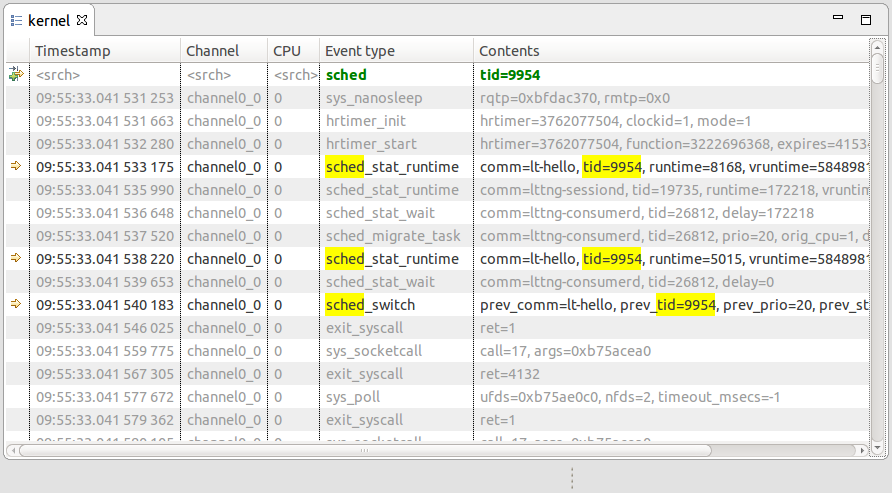 kernel
Timestamp Channel CPU Event type Contents
<srch> <srch> <srch> sched tid=9954
09:55:33.041 531 253 channel0_0 0 sys_nanosleep rqtp=0xbfdac370, rmtp=0x0
09:55:33.041 531 663 channel0_0 0 hrtimer_init hrtimer=3762077504, clockid=1, mode=1
09:55:33.041 532 280 channel0_0 0 hrtimer_start hrtimer=3762077504, function=3222696368, expires=41534
09:55:33.041 533 175 channel0_0 0 sched_stat_runtime comm=lt-hello, tid=9954, runtime=8168, vruntime=5848981
09:55:33.041 535 990 channel0_0 0 sched_stat_runtime comm=lttng-sessiond, tid=19735, runtime=172218, vruntim
09:55:33.041 536 648 channel0_0 0 sched_stat_wait comm=lttng-consumerd, tid=26812, delay=172218
09:55:33.041 537 520 channel0_0 0 sched_migrate_task comm=lttng-consumerd, tid=26812, prio=20, orig_cpu=1, d
09:55:33.041 538 220 channel0_0 0 sched_stat_runtime comm=lt-hello, tid=9954, runtime=5015, vruntime=5848981
09:55:33.041 539 653 channel0_0 0 sched_stat_wait comm=lttng-consumerd, tid=26812, delay=0
09:55:33.041 540 183 channel0_0 0 sched_switch prev_comm=lt-hello, prev_tid=9954, prev_prio=20, prev_st
09:55:33.041 546 025 channel0_0 0 exit_syscall ret=1
09:55:33.041 559 775 channel0_0 0 sys_socketcall call=17, args=0xb75acea0
09:55:33.041 567 305 channel0_0 0 exit_syscall ret=4132
09:55:33.041 577 672 channel0_0 0 sys_poll ufds=0xb75ae0c0, nfds=2, timeout_msecs=-1
09:55:33.041 579 362 channel0_0 0 exit_syscall ret=1